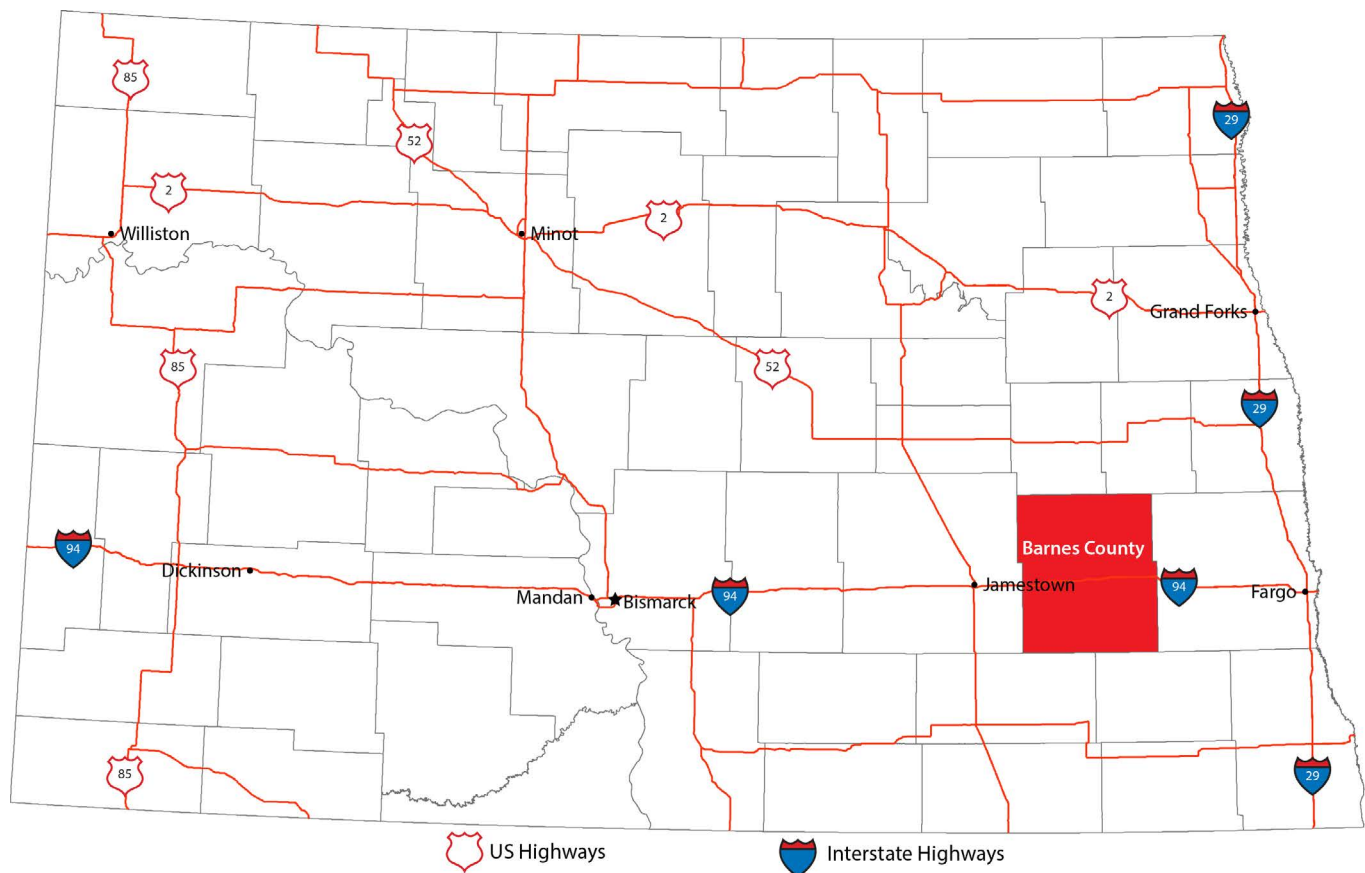 85
29
52
2
2
Williston
Minot
2
Grand Forks
85
52
29
Barnes County
94
Dickinson
Jamestown
94
94
Mandan
Bismarck
Fargo
85
29
US Highways
Interstate Highways